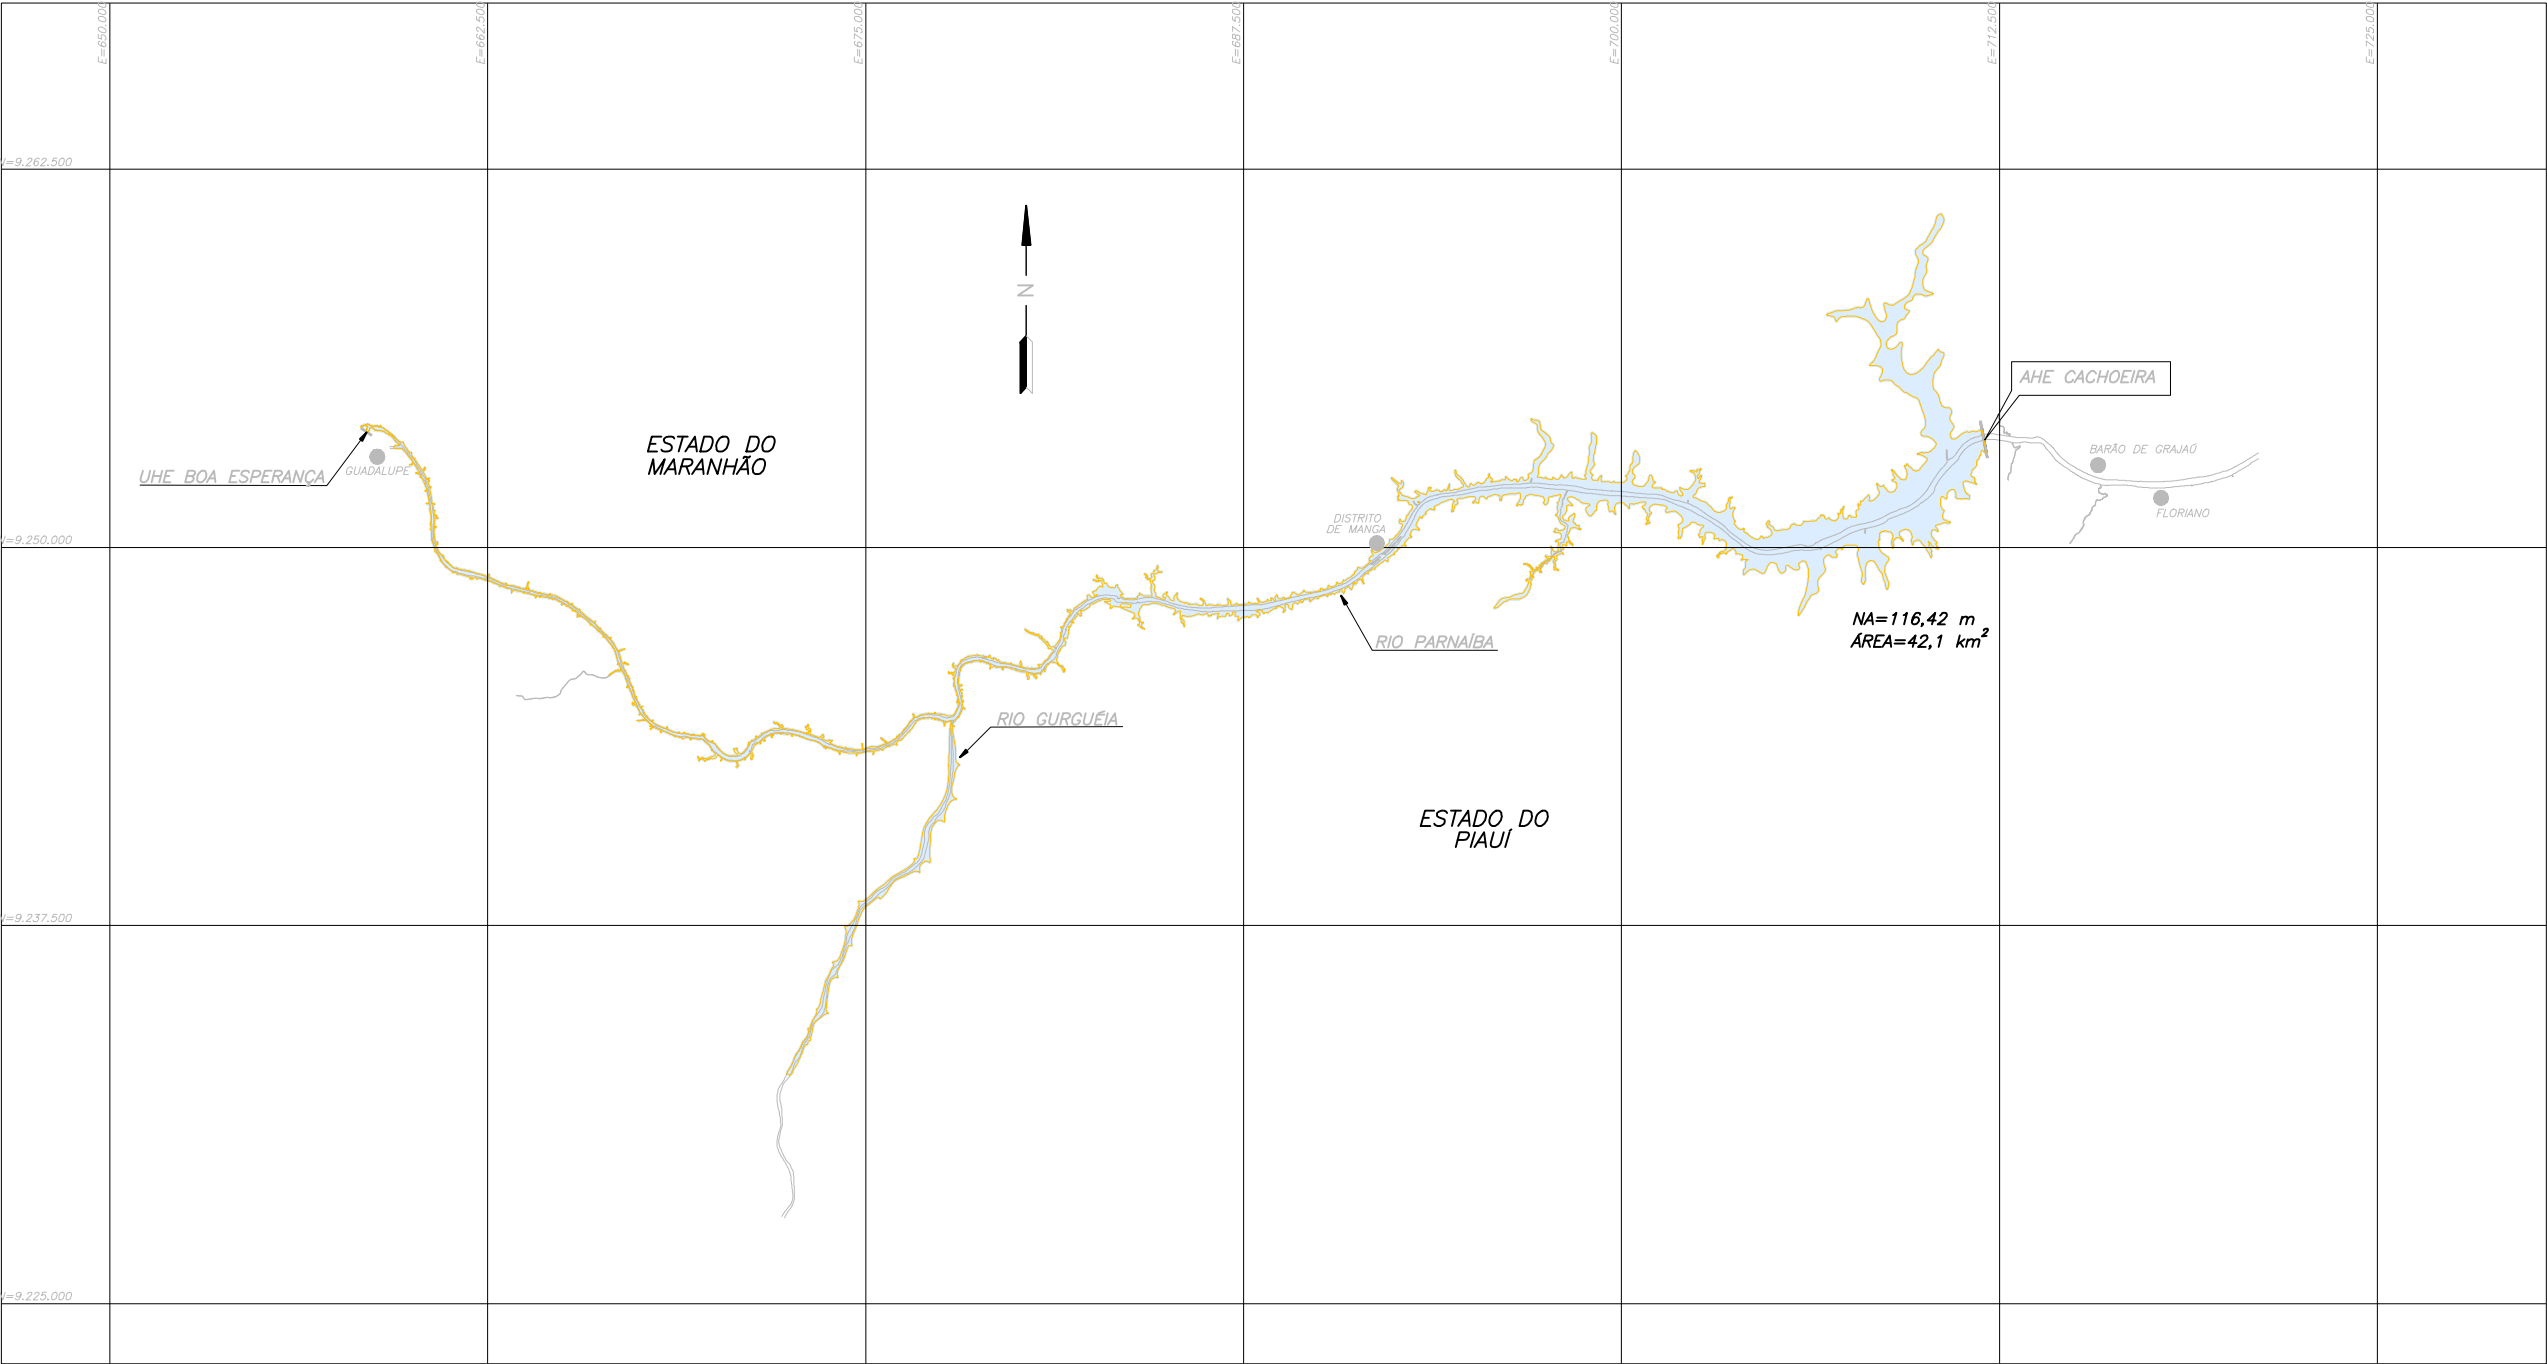 E=650.000
E=662.500
E=675.000
E=687.500
E=700.000
E=712.500
E=725.000
N=9.262.500
N
AHE CACHOEIRA
ESTADO DO
MARANHÃO
BARÃO DE GRAJAÚ
GUADALUPE
UHE BOA ESPERANÇA
FLORIANO
DISTRITO
DE MANGA
N=9.250.000
NA=116,42 m
ÁREA=42,1 km²
RIO PARNAÍBA
RIO GURGUÉIA
ESTADO DO
PIAUÍ
N=9.237.500
N=9.225.000